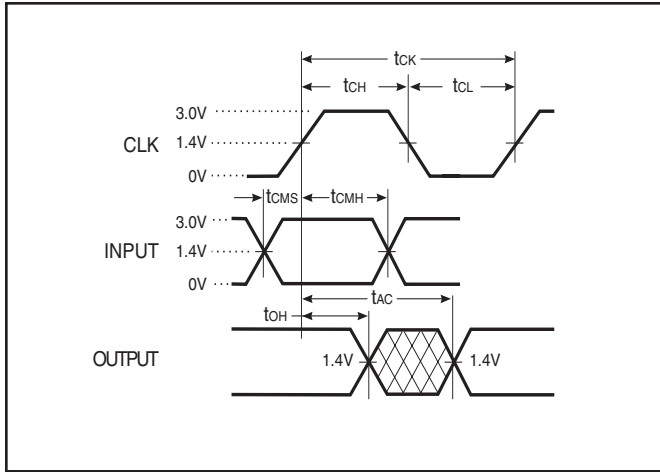 tCK
tCH tCL
3.0V
CLK 1.4V
0V
tCMS tCMH
3.0V
INPUT 1.4V
0V
tAC
tOH
OUTPUT 1.4V 1.4V